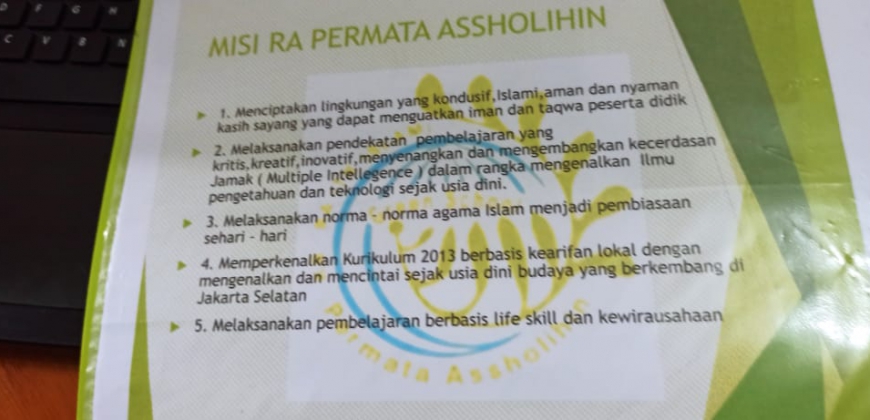 MISI RA PERMATA ASSHOLIHIN
1. Menciptakan lingkungan yang kondusif,Islami,aman dan nyaman
kasih sayang yang dapat menguatkan iman dan taqwa peserta didik
2. Melaksanakan pendekatan pembelajaran yang
kritis,kreatif,inovatif,menyenangkan dan mengembangkan kecerdasan
Jamak ( Multiple Intellegence ) dalam rangka mengenalkan Ilmu
pengetahuan dan teknologi sejak usia dini.
3. Melaksanakan norma - norma agama Islam menjadi pembiasaan
sehari - hari
4. Memperkenalkan Kurikulum 2013 berbasis kearifan lokal dengan
mengenalkan dan mencintai sejak usia dini budaya yang berkembang di
Jakarta Selatan
5. Melaksanakan pembelajaran berbasis life skill dan kewirausahaan
Permata Assholihin